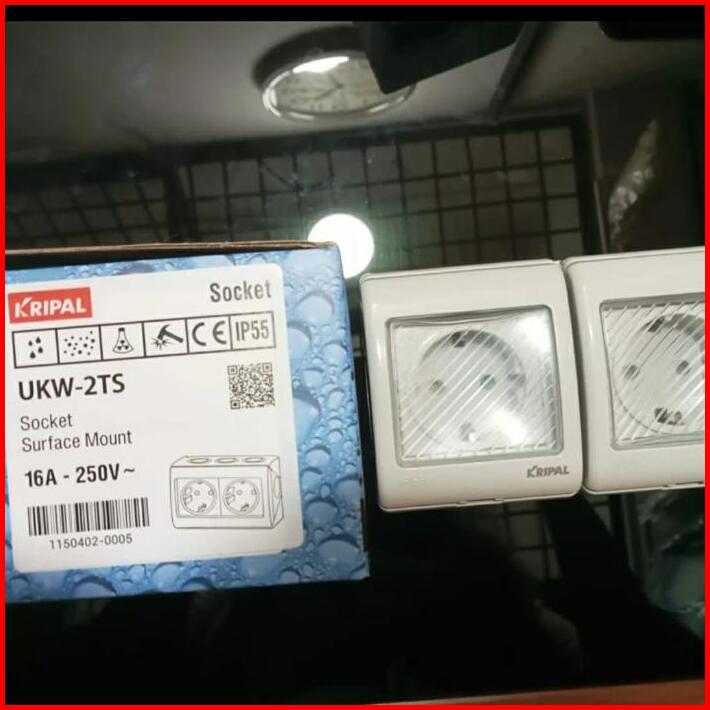 KRIPAL
Socket
CE
IP55
UKW-2TS
Socket
Surface Mount
16A - 250V ~
1150402-0005
KRIPAL